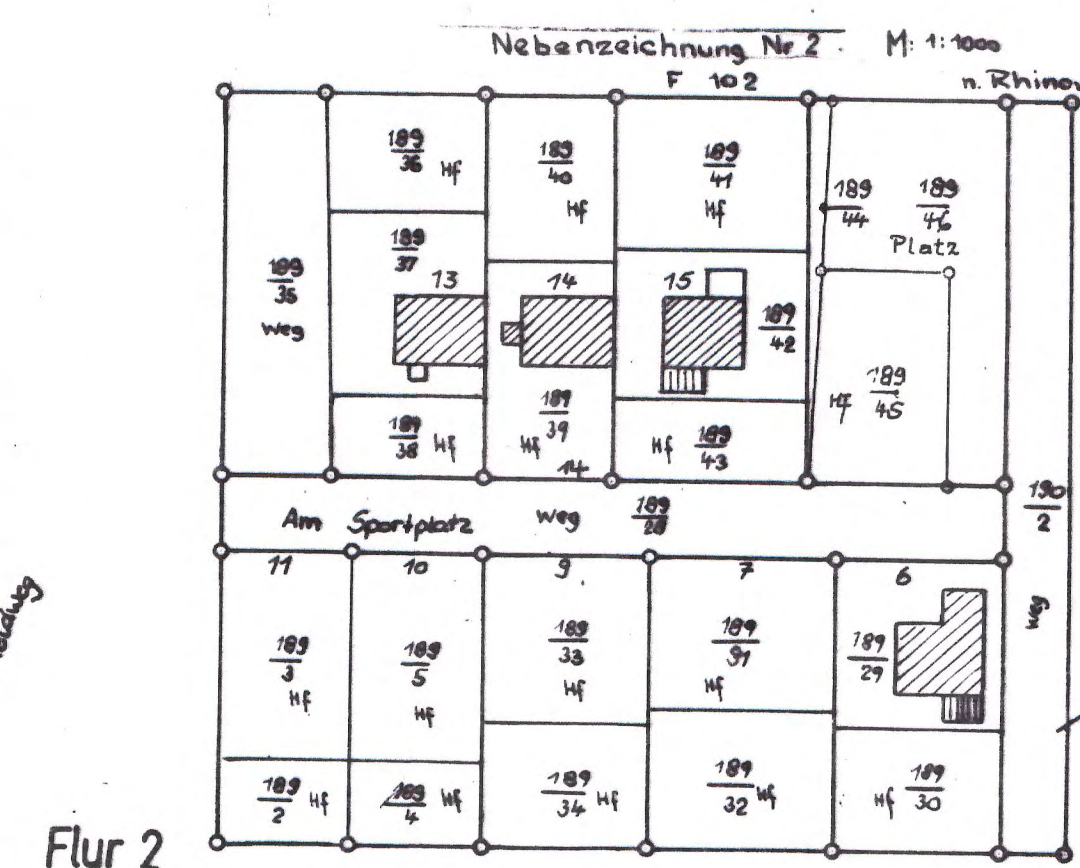 Nebenzeichnung Nr 2. M: 1:1000
F 102
n. Rhinow
189/36 Hf
189/40
Hf
189/41
Hf
189/44
189/46
Platz
189/35
Weg
189/37
13
14
15
189/42
Hf 189/45
189/38 Hf
189/39
Hf
14
Hf 189/43
Am Sportplatz Weg 189/28
190/2
Weg
11
10
9
7
6
189/3
Hf
189/5
Hf
189/33
Hf
189/31
Hf
189/29
189/2 Hf
189/4 Hf
189/34 Hf
189/32 Hf
Hf 189/30
Flur 2